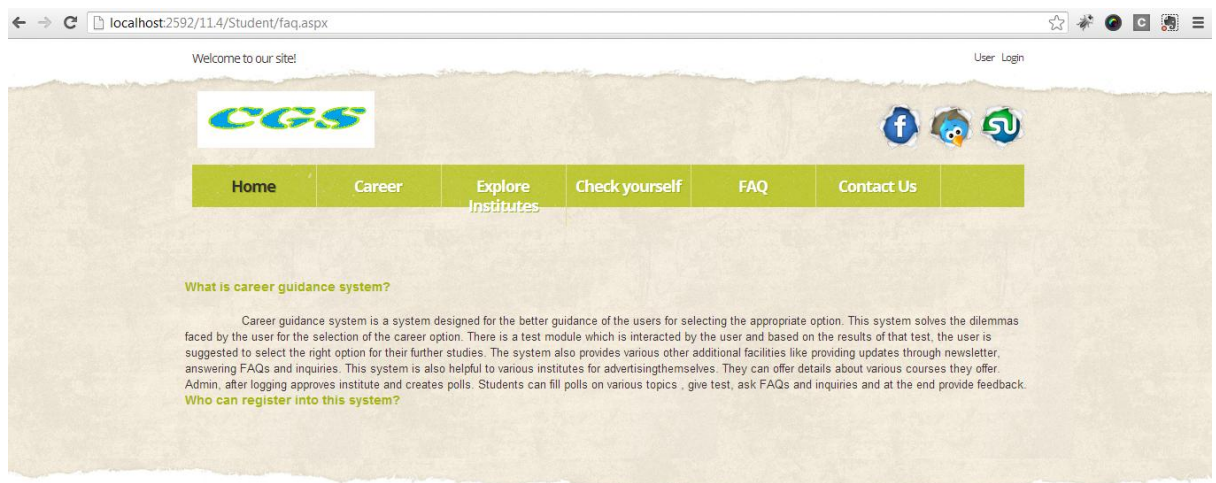 localhost:2592/11.4/Student/faq.aspx
Welcome to our site!
User Login
CGS
Home Career Explore Institutes Check yourself FAQ Contact Us
What is career guidance system?
Career guidance system is a system designed for the better guidance of the users for selecting the appropriate option. This system solves the dilemmas
faced by the user for the selection of the career option. There is a test module which is interacted by the user and based on the results of that test, the user is
suggested to select the right option for their further studies. The system also provides various other additional facilities like providing updates through newsletter,
answering FAQs and inquiries. This system is also helpful to various institutes for advertisingthemselves. They can offer details about various courses they offer.
Admin, after logging approves institute and creates polls. Students can fill polls on various topics , give test, ask FAQs and inquiries and at the end provide feedback.
Who can register into this system?